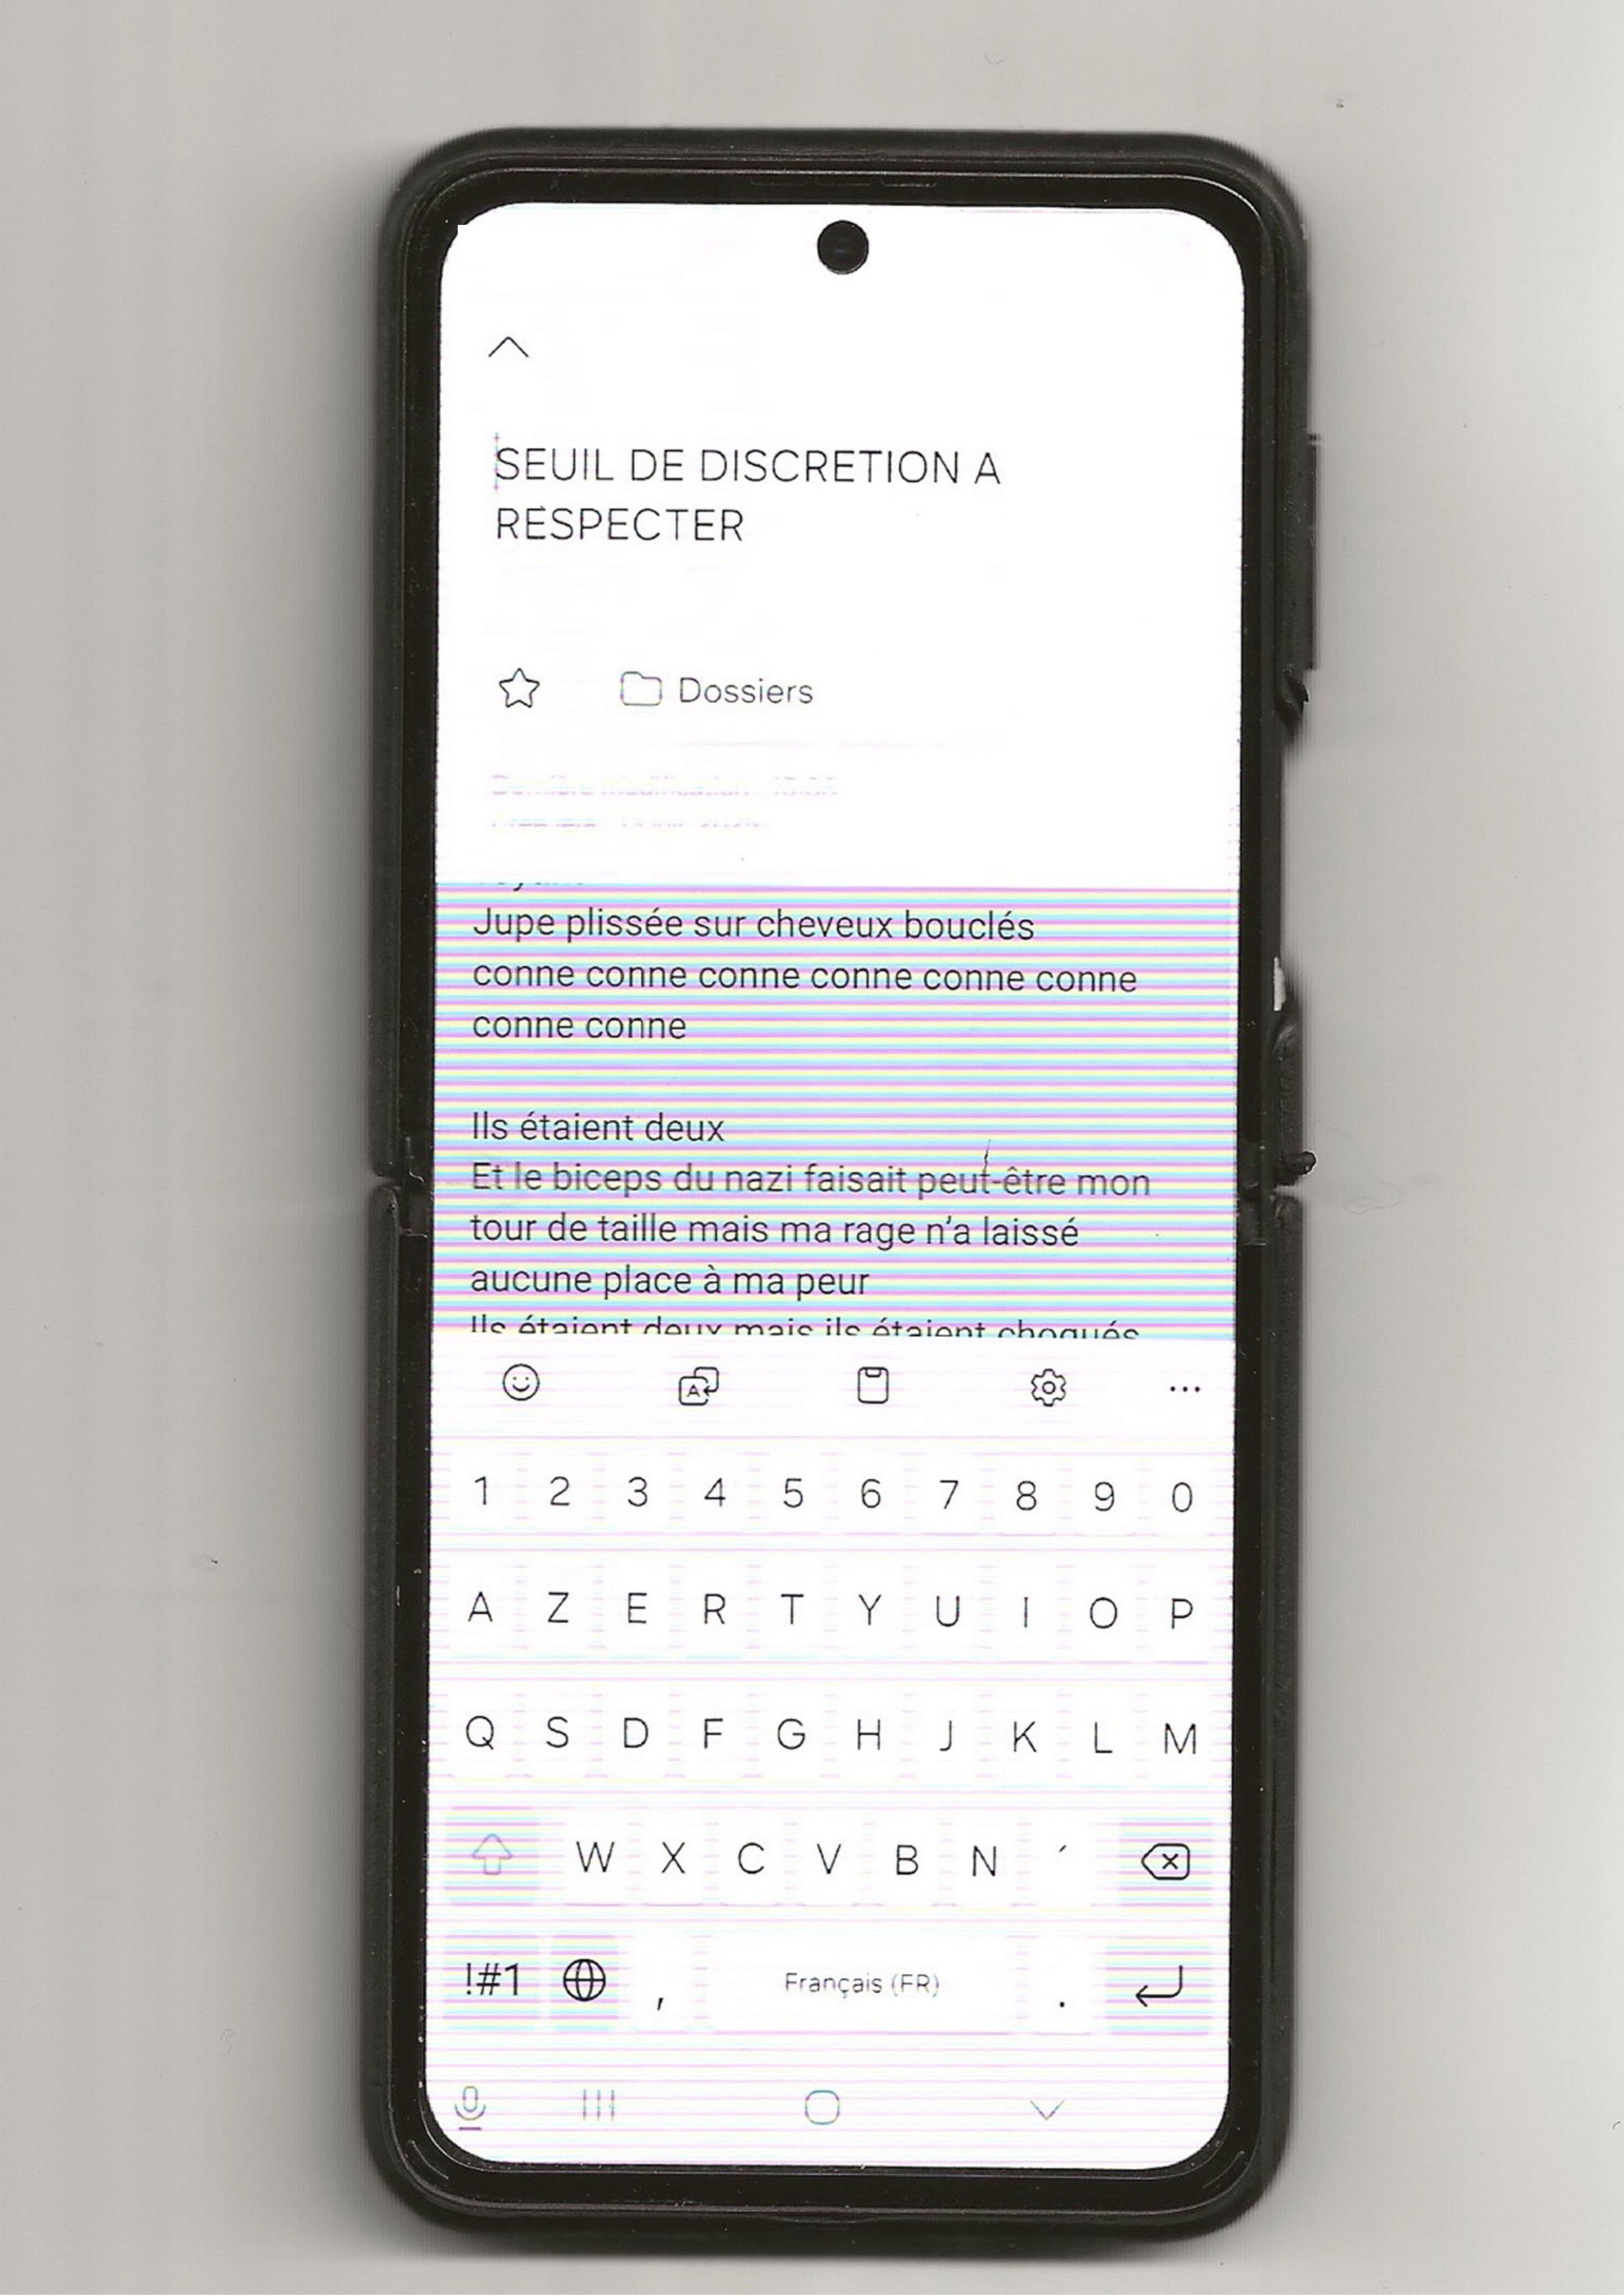 SEUIL DE DISCRETION A
RESPECTER
Dossiers
Jupe plissée sur cheveux bouclés
conne conne conne conne conne conne
conne conne
Ils étaient deux
Et le biceps du nazi faisait peut-être mon
tour de taille mais ma rage n'a laissé
aucune place à ma peur
Ils étaient deux mais ils étaient choqués
1 2 3 4 5 6 7 8 9 0
A Z E R T Y U I O P
Q S D F G H J K L M
W X C V B N ´
!#1 , Français (FR) .